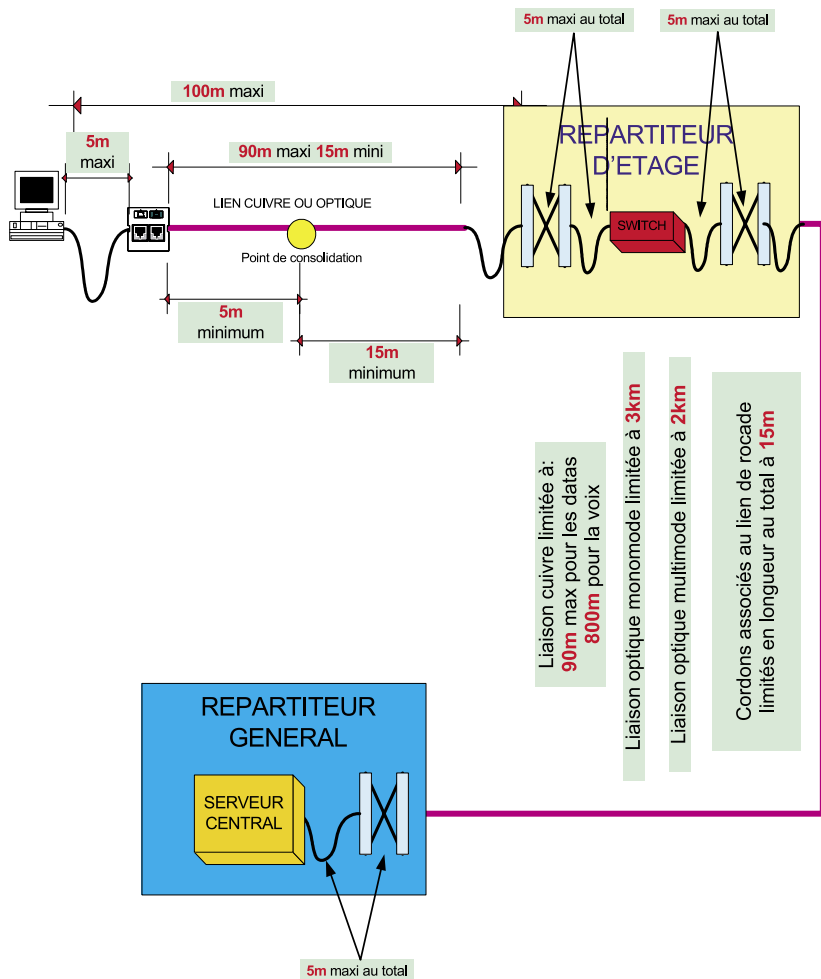 5m maxi au total
5m maxi au total
100m maxi
REPARTITEUR
D'ETAGE
5m
maxi
90m maxi 15m mini
LIEN CUIVRE OU OPTIQUE
SWITCH
Point de consolidation
5m
minimum
15m
minimum
Liaison cuivre limitée à:
90m max pour les datas
800m pour la voix
Liaison optique monomode limitée à 3km
Liaison optique multimode limitée à 2km
Cordons associés au lien de rocade
limités en longueur au total à 15m
REPARTITEUR
GENERAL
SERVEUR
CENTRAL
5m maxi au total